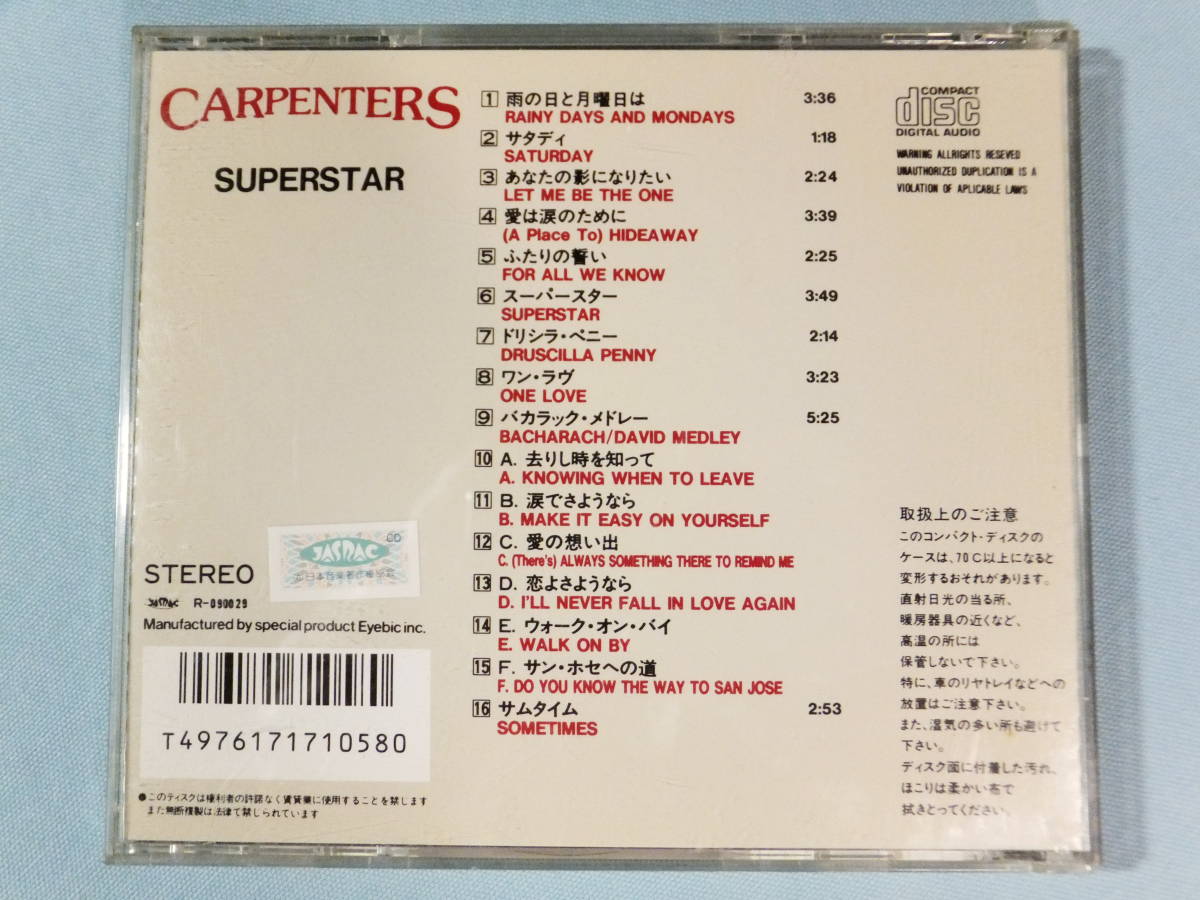 CARPENTERS
SUPERSTAR
1 雨の日と月曜日は 3:36
RAINY DAYS AND MONDAYS
2 サタディ 1:18
SATURDAY
3 あなたの影になりたい 2:24
LET ME BE THE ONE
4 愛は涙のために 3:39
(A Place To) HIDEAWAY
5 ふたりの誓い 2:25
FOR ALL WE KNOW
6 スーパースター 3:49
SUPERSTAR
7 ドリシラ・ペニー 2:14
DRUSCILLA PENNY
8 ワン・ラヴ 3:23
ONE LOVE
9 バカラック・メドレー 5:25
BACHARACH/DAVID MEDLEY
10 A. 去りし時を知って
A. KNOWING WHEN TO LEAVE
11 B. 涙でさようなら
B. MAKE IT EASY ON YOURSELF
12 C. 愛の想い出
C. (There's) ALWAYS SOMETHING THERE TO REMIND ME
13 D. 恋よさようなら
D. I'LL NEVER FALL IN LOVE AGAIN
14 E. ウォーク・オン・バイ
E. WALK ON BY
15 F. サン・ホセへの道
F. DO YOU KNOW THE WAY TO SAN JOSE
16 サムタイム 2:53
SOMETIMES
COMPACT
disc
DIGITAL AUDIO
WARNING ALLRIGHTS RESEVED
UNAUTHORIZED DUPLICATION IS A
VIOLATION OF APLICABLE LAWS
取扱上のご注意
このコンパクト・ディスクの
ケースは、70C以上になると
変形するおそれがあります。
直射日光の当る所、
暖房器具の近くなど、
高温の所には
保管しないで下さい。
特に、車のリヤトレイなどへの
放置はご注意下さい。
また、湿気の多い所も避けて
下さい。
ディスク面に付着した汚れ、
ほこりは柔かい布で
拭きとってください。
JASRAC
CD
STEREO
JASRAC R-090029
Manufactured by special product Eyebic inc.
T4976171710580
●このディスクは権利者の許諾なく賃貸業に使用することを禁します
また無断複製は法律て禁しられています